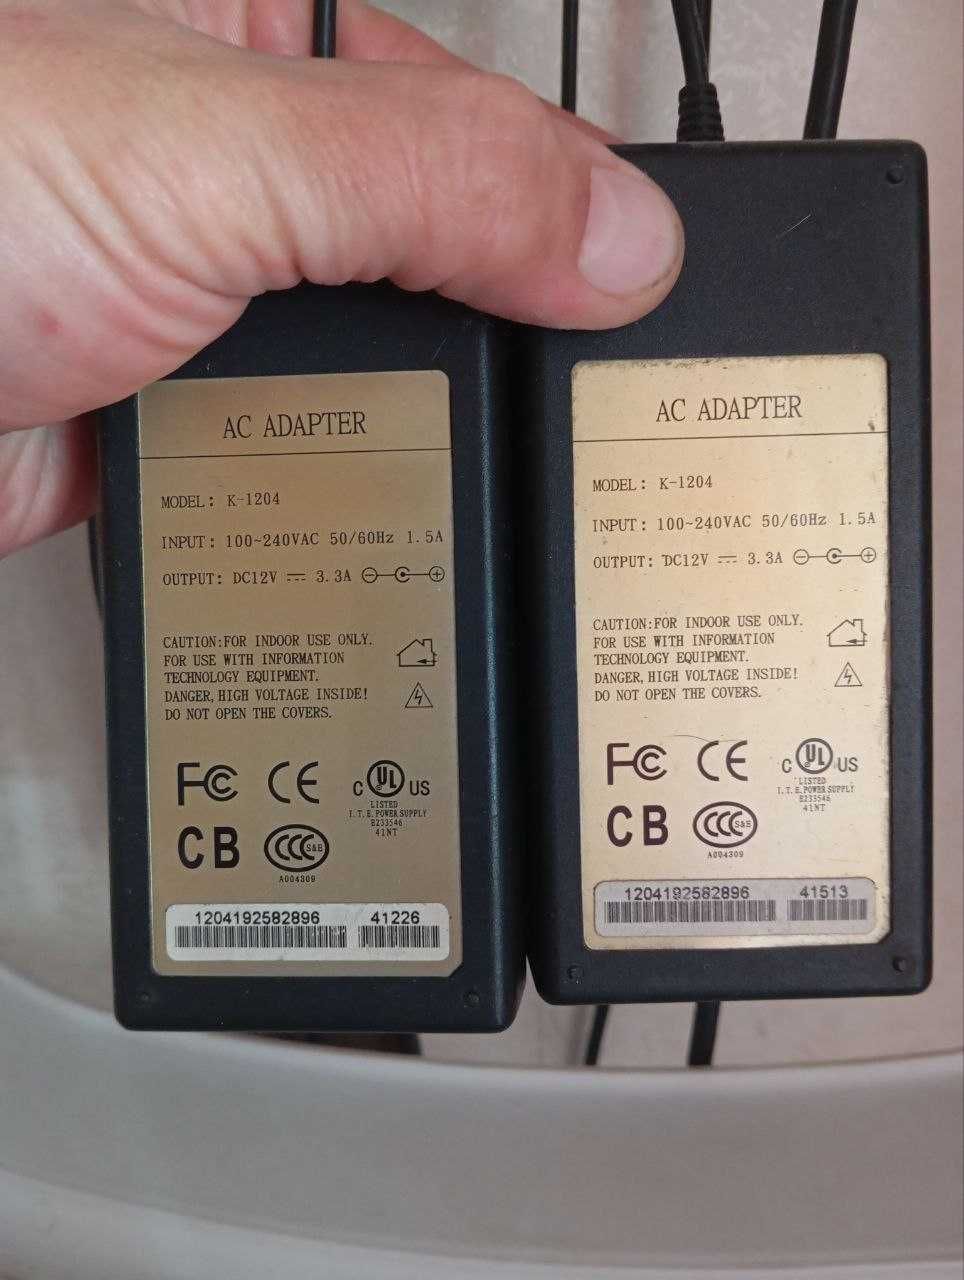 AC ADAPTER
MODEL: K-1204
INPUT: 100~240VAC 50/60Hz 1.5A
OUTPUT: DC12V 3.3A
CAUTION:FOR INDOOR USE ONLY.
FOR USE WITH INFORMATION
TECHNOLOGY EQUIPMENT.
DANGER, HIGH VOLTAGE INSIDE!
DO NOT OPEN THE COVERS.
FC CE C UL US
LISTED
I.T.E. POWER SUPPLY
E233546
41NT
CB CCC S&E
A004309
1204192582896 41226
AC ADAPTER
MODEL: K-1204
INPUT: 100~240VAC 50/60Hz 1.5A
OUTPUT: DC12V 3.3A
CAUTION:FOR INDOOR USE ONLY.
FOR USE WITH INFORMATION
TECHNOLOGY EQUIPMENT.
DANGER, HIGH VOLTAGE INSIDE!
DO NOT OPEN THE COVERS.
FC CE C UL US
LISTED
I.T.E. POWER SUPPLY
E233546
41NT
CB CCC S&E
A004309
1204192582896 41513